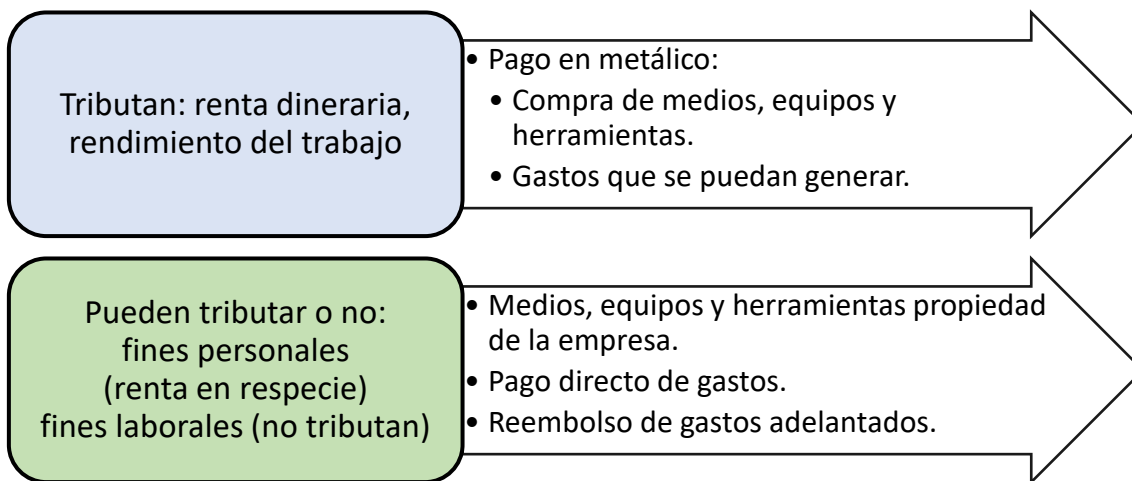 Tributan: renta dineraria,
rendimiento del trabajo
• Pago en metálico:
• Compra de medios, equipos y
herramientas.
• Gastos que se puedan generar.
Pueden tributar o no:
fines personales
(renta en respecie)
fines laborales (no tributan)
• Medios, equipos y herramientas propiedad
de la empresa.
• Pago directo de gastos.
• Reembolso de gastos adelantados.